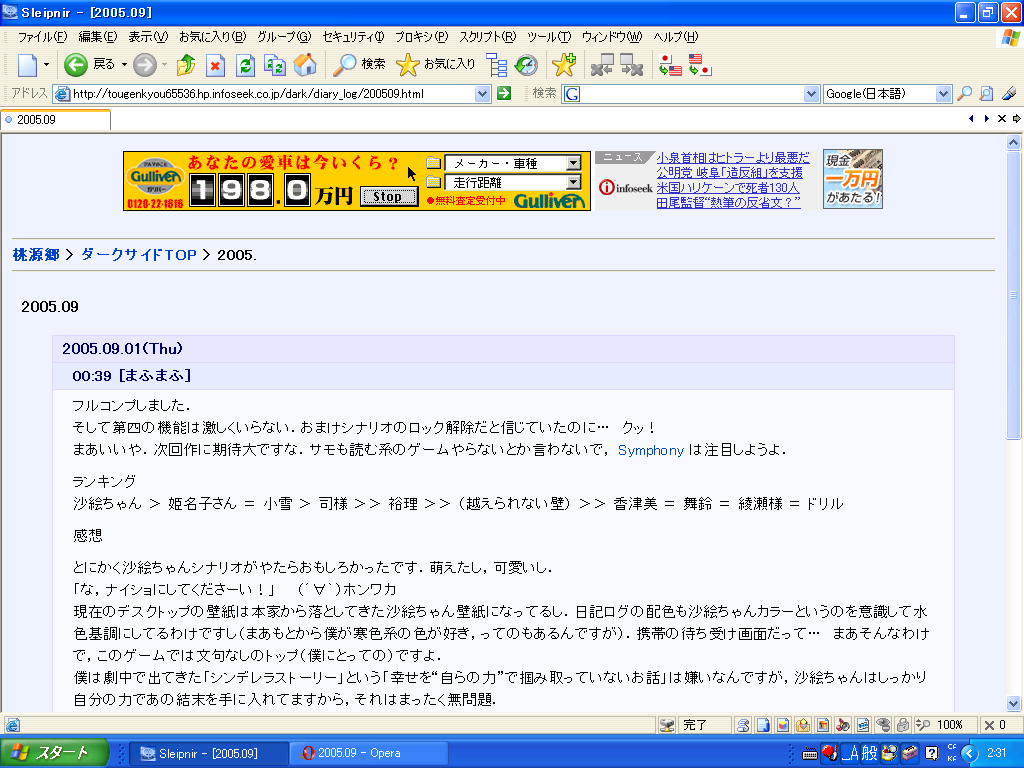 Sleipnir - [2005.09]
ファイル(F) 編集(E) 表示(V) お気に入り(B) グループ(G) セキュリティ(I) プロキシ(P) スクリプト(R) ツール(T) ウィンドウ(W) ヘルプ(H)
戻る 検索 お気に入り
アドレス http://tougenkyou65536.hp.infoseek.co.jp/dark/diary_log/200509.html 検索 G Google(日本語)
2005.09
あなたの愛車は今いくら？
Gulliver
198.0万円
Stop
0120-22-1616
メーカー・車種
走行距離
●無料査定受付中 Gulliver
ニュース
infoseek
小泉首相はヒトラーより最悪だ
公明党 岐阜「造反組」を支援
米国ハリケーンで死者130人
田尾監督“熱筆の反省文？”
現金
一万円
があたる!
桃源郷 > ダークサイドTOP > 2005.
2005.09
2005.09.01(Thu)
00:39 [まふまふ]
フルコンプしました．
そして第四の機能は激しくいらない．おまけシナリオのロック解除だと信じていたのに… クッ！
まあいいや．次回作に期待大ですな．サモも読む系のゲームやらないとか言わないで， Symphony は注目しようよ．
ランキング
沙絵ちゃん ＞ 姫名子さん ＝ 小雪 ＞ 司様 ＞＞ 裕理 ＞＞（越えられない壁）＞＞ 香津美 ＝ 舞鈴 ＝ 綾瀬様 ＝ ドリル
感想
とにかく沙絵ちゃんシナリオがやたらおもしろかったです．萌えたし，可愛いし．
「な，ナイショにしてくださーい！」 （´∀`）ホンワカ
現在のデスクトップの壁紙は本家から落としてきた沙絵ちゃん壁紙になってるし．日記ログの配色も沙絵ちゃんカラーというのを意識して水
色基調にしてるわけですし（まあもとから僕が寒色系の色が好き，ってのもあるんですが）．携帯の待ち受け画面だって… まあそんなわけ
で，このゲームでは文句なしのトップ（僕にとっての）ですよ．
僕は劇中で出てきた「シンデレラストーリー」という「幸せを“自らの力”で掴み取っていないお話」は嫌いなんですが，沙絵ちゃんはしっかり
自分の力であの結末を手に入れてますから，それはまったく無問題．
完了 100% 0
スタート Sleipnir - [2005.09] 2005.09 - Opera A 般 2:31